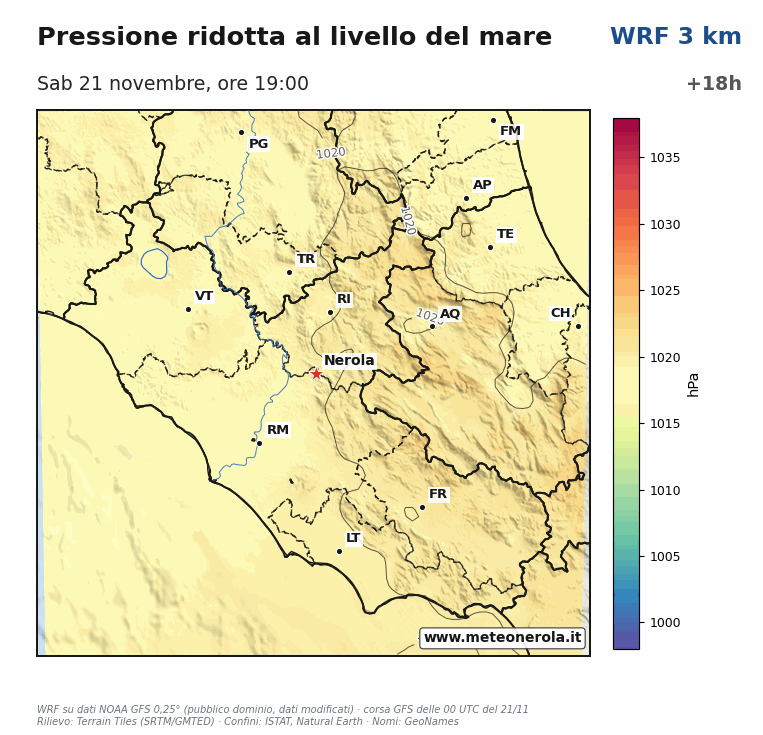 Pressione ridotta al livello del mare
WRF 3 km
Sab 21 novembre, ore 19:00
+18h
FM
PG
1020
AP
1020
TE
TR
VT
RI
1020
AQ
CH
Nerola
RM
FR
LT
www.meteonerola.it
1035
1030
1025
1020
1015
1010
1005
1000
hPa
WRF su dati NOAA GFS 0,25° (pubblico dominio, dati modificati) · corsa GFS delle 00 UTC del 21/11
Rilievo: Terrain Tiles (SRTM/GMTED) · Confini: ISTAT, Natural Earth · Nomi: GeoNames